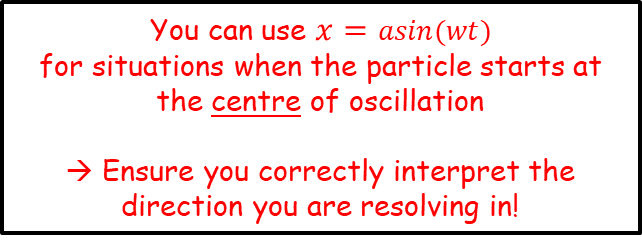 You can use x = asin(wt)
for situations when the particle starts at
the centre of oscillation
→ Ensure you correctly interpret the
direction you are resolving in!